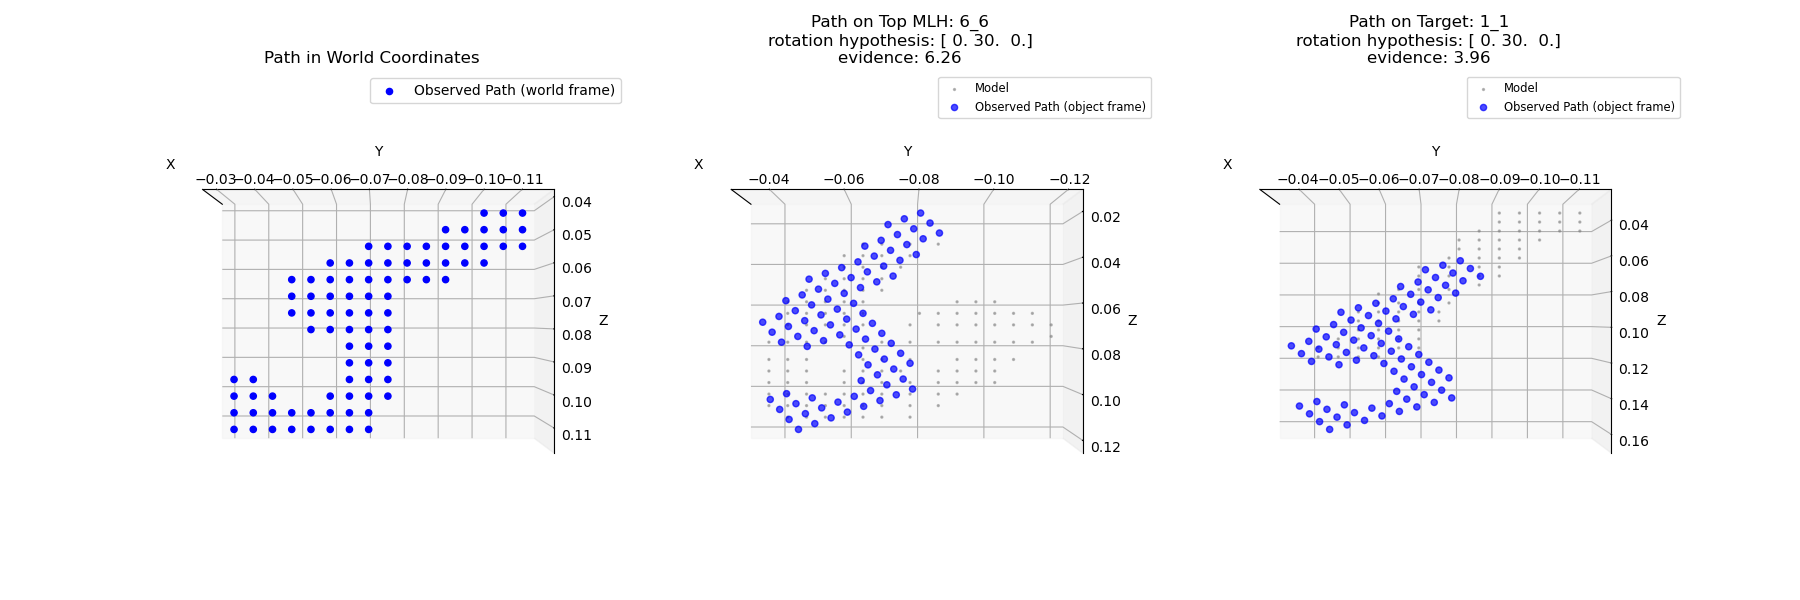 Path in World Coordinates
Observed Path (world frame)
X
Y
−0.03 −0.04 −0.05 −0.06 −0.07 −0.08 −0.09 −0.10 −0.11
0.04
0.05
0.06
0.07
Z
0.08
0.09
0.10
0.11
Path on Top MLH: 6_6
rotation hypothesis: [ 0. 30.  0.]
evidence: 6.26
Model
Observed Path (object frame)
X
Y
−0.04 −0.06 −0.08 −0.10 −0.12
0.02
0.04
0.06
Z
0.08
0.10
0.12
Path on Target: 1_1
rotation hypothesis: [ 0. 30.  0.]
evidence: 3.96
Model
Observed Path (object frame)
X
Y
−0.04 −0.05 −0.06 −0.07 −0.08 −0.09 −0.10 −0.11
0.04
0.06
0.08
Z
0.10
0.12
0.14
0.16